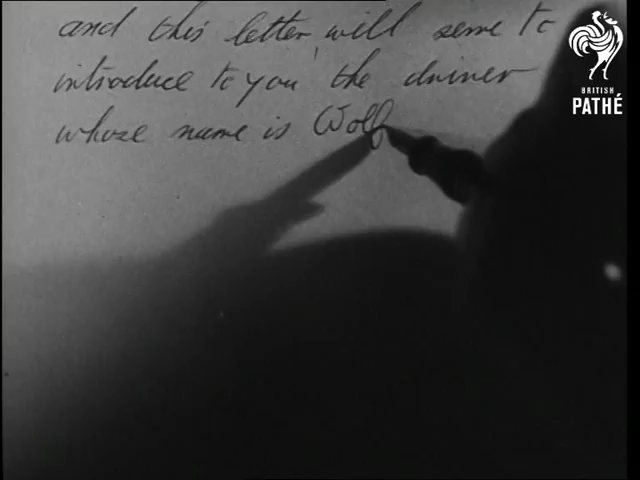 and this letter will serve to
introduce to you the driver
whose name is Wolf
BRITISH
PATHÉ